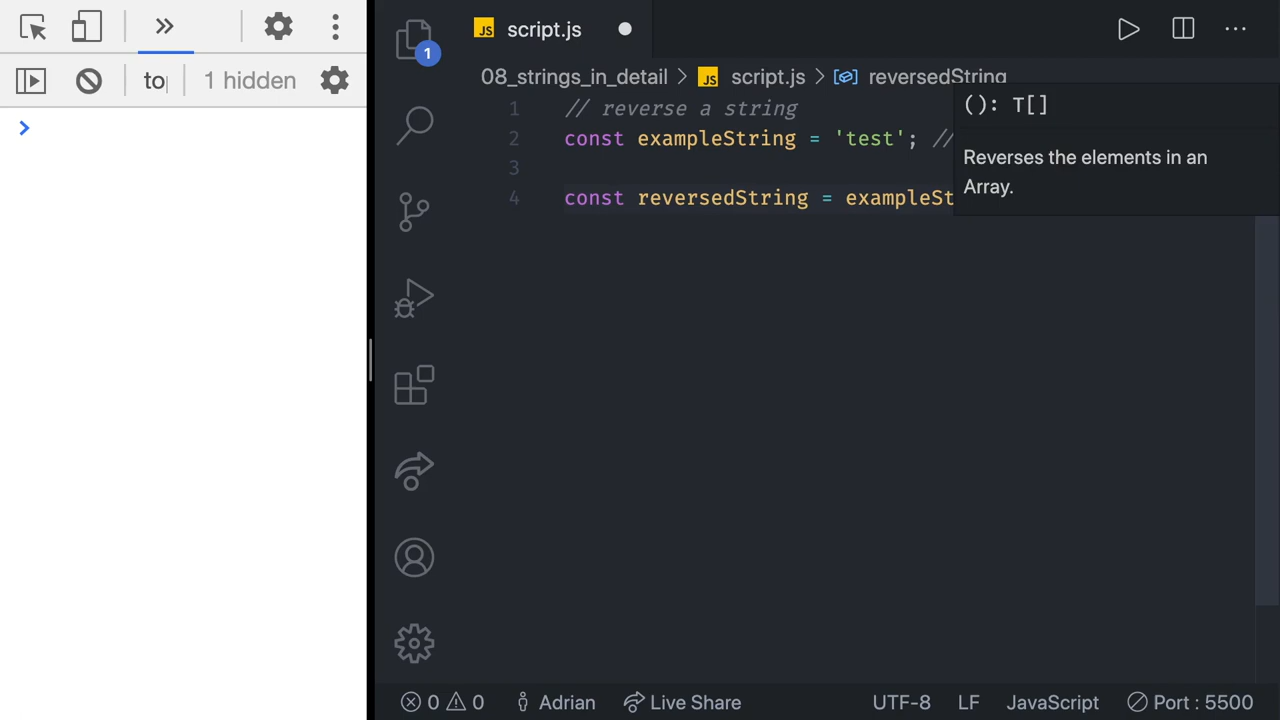 to
1 hidden
1
JS script.js
08_strings_in_detail > JS script.js > reversedString
1 // reverse a string
2 const exampleString = 'test'; //
3
4 const reversedString = exampleSt
(): T[]
Reverses the elements in an
Array.
0 0 Adrian Live Share UTF-8 LF JavaScript Port : 5500